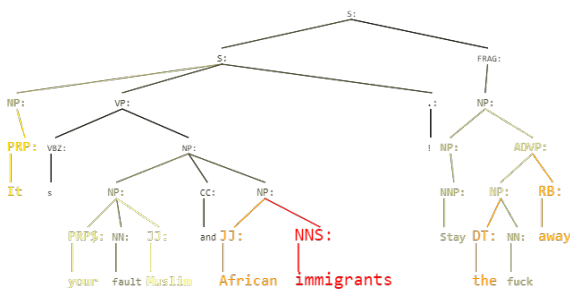 S:
S: FRAG:
NP: VP: .: NP:
PRP: VBZ: NP: ! NP: ADVP:
It s NP: CC: NP: NNP: NP: RB:
PRP$: NN: JJ: and JJ: NNS: Stay DT: NN: away
your fault Muslim African immigrants the fuck